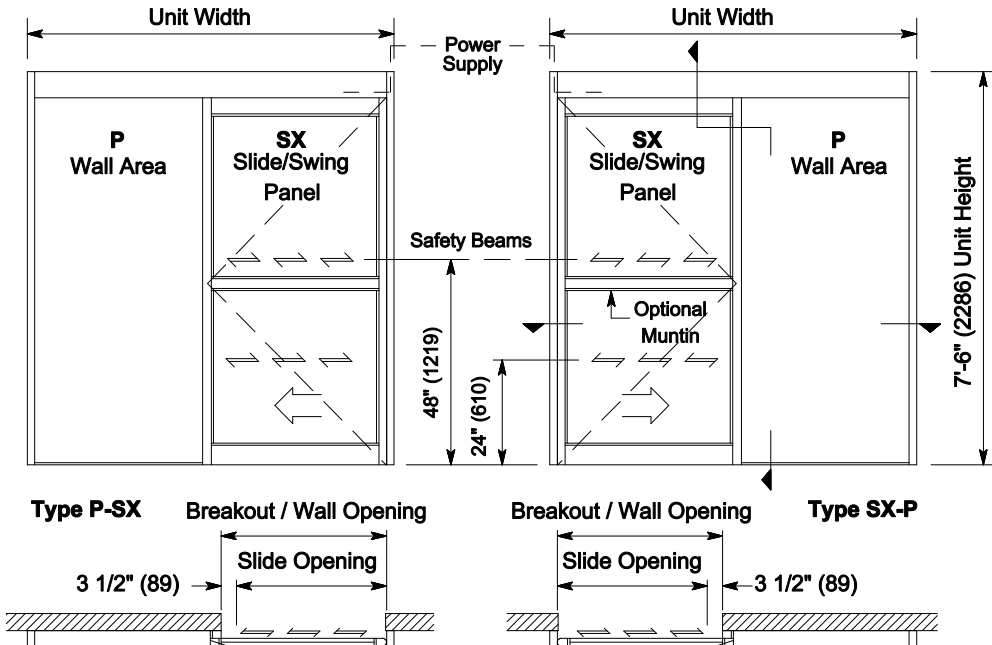 Unit Width
Unit Width
Power
Supply
P
Wall Area
SX
Slide/Swing
Panel
SX
Slide/Swing
Panel
P
Wall Area
Safety Beams
Optional
Muntin
48" (1219)
24" (610)
7'-6" (2286) Unit Height
Type P-SX
Breakout / Wall Opening
Breakout / Wall Opening
Type SX-P
Slide Opening
Slide Opening
3 1/2" (89)
3 1/2" (89)